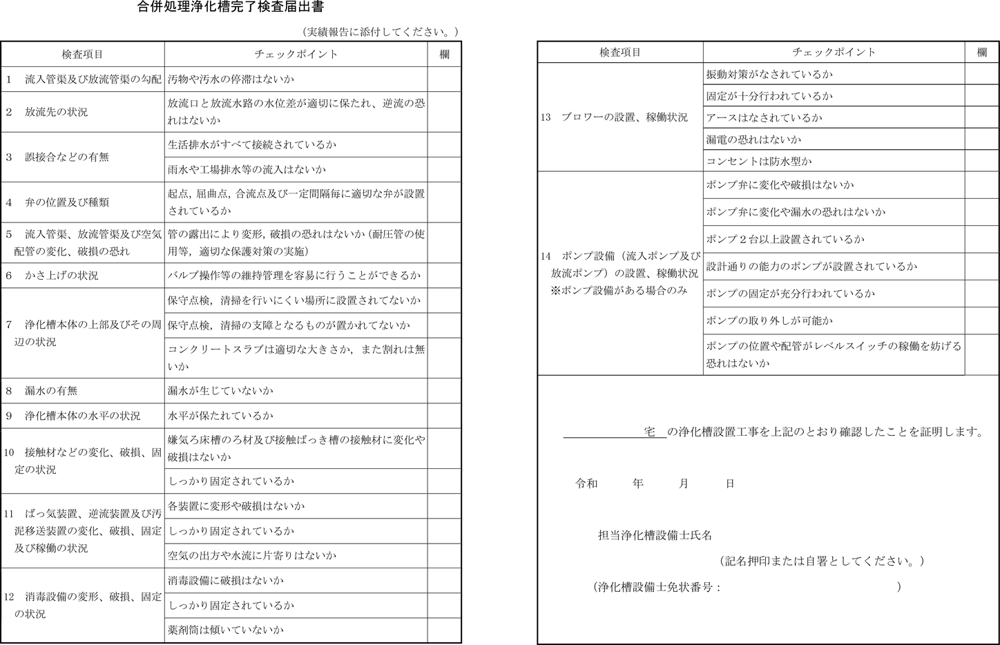 合併処理浄化槽完了検査届出書
（実績報告に添付してください。）
検査項目 チェックポイント 欄
1 流入管渠及び放流管渠の勾配 汚物や汚水の停滞はないか
2 放流先の状況
放流口と放流水路の水位差が適切に保たれ、逆流の恐
れはないか
3 誤接合などの有無
生活排水がすべて接続されているか
雨水や工場排水等の流入はないか
4 弁の位置及び種類
起点，屈曲点，合流点及び一定間隔毎に適切な弁が設置
されているか
5 流入管渠、放流管渠及び空気
配管の変化、破損の恐れ
管の露出により変形，破損の恐れはないか（耐圧管の使
用等，適切な保護対策の実施）
6 かさ上げの状況 バルブ操作等の維持管理を容易に行うことができるか
7 浄化槽本体の上部及びその周
辺の状況
保守点検，清掃を行いにくい場所に設置されてないか
保守点検，清掃の支障となるものが置かれてないか
コンクリートスラブは適切な大きさか，また割れは無
いか
8 漏水の有無 漏水が生じていないか
9 浄化槽本体の水平の状況 水平が保たれているか
10 接触材などの変化、破損、固
定の状況
嫌気ろ床槽のろ材及び接触ばっき槽の接触材に変化や
破損はないか
しっかり固定されているか
11 ばっ気装置、逆流装置及び汚
泥移送装置の変化、破損、固定
及び稼働の状況
各装置に変形や破損はないか
しっかり固定されているか
空気の出方や水流に片寄りはないか
12 消毒設備の変形、破損、固定
の状況
消毒設備に破損はないか
しっかり固定されているか
薬剤筒は傾いていないか
検査項目 チェックポイント 欄
13 ブロワーの設置、稼働状況
振動対策がなされているか
固定が十分行われているか
アースはなされているか
漏電の恐れはないか
コンセントは防水型か
14 ポンプ設備（流入ポンプ及び
放流ポンプ）の設置、稼働状況
※ポンプ設備がある場合のみ
ポンプ弁に変化や破損はないか
ポンプ弁に変化や漏水の恐れはないか
ポンプ２台以上設置されているか
設計通りの能力のポンプが設置されているか
ポンプの固定が充分行われているか
ポンプの取り外しが可能か
ポンプの位置や配管がレベルスイッチの稼働を妨げる
恐れはないか
宅 の浄化槽設置工事を上記のとおり確認したことを証明します。
令和 年 月 日
担当浄化槽設備士氏名
（記名押印または自署としてください。）
（浄化槽設備士免状番号： ）